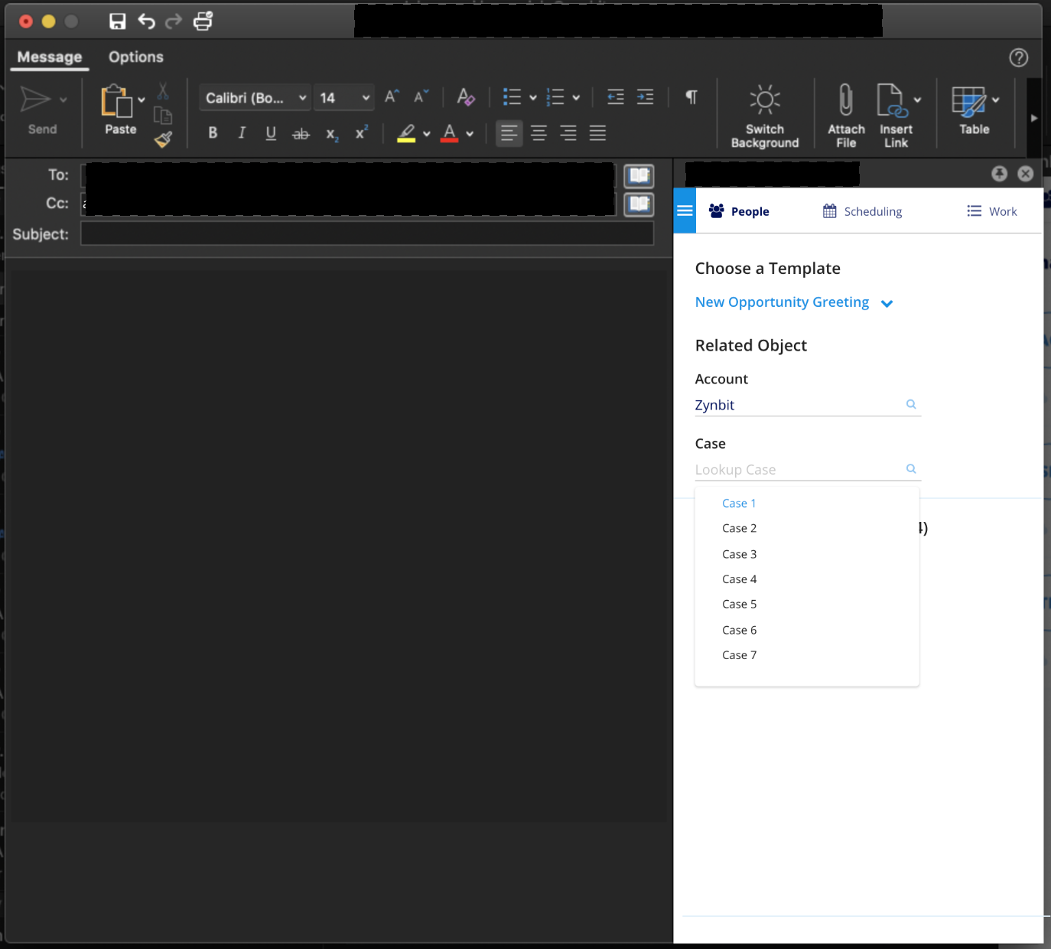 Message Options
Send
Paste
Calibri (Bo... 14
B I U ab x₂ x²
A
Switch
Background
Attach
File
Insert
Link
Table
To:
Cc:
Subject:
People Scheduling Work
Choose a Template
New Opportunity Greeting
Related Object
Account
Zynbit
Case
Lookup Case
Case 1
4)
Case 2
Case 3
Case 4
Case 5
Case 6
Case 7